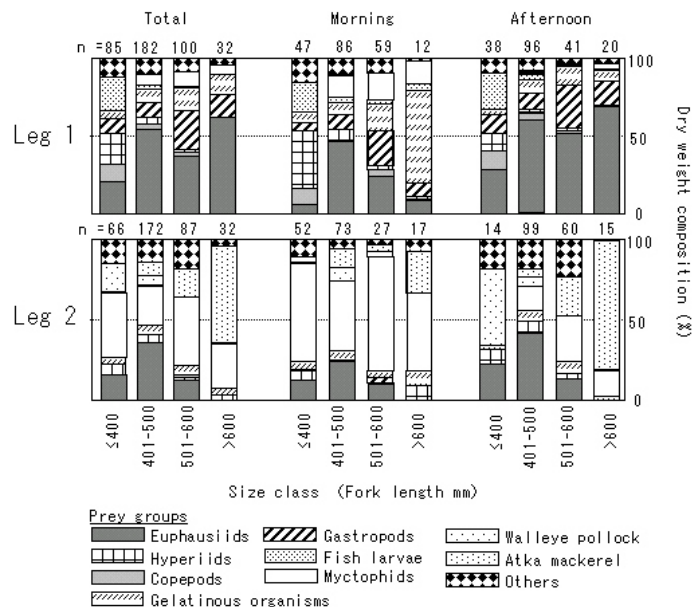 Total Morning Afternoon
n =85 182 100 32 47 86 59 12 38 96 41 20
100
Leg 1
50
0
n =66 172 87 32 52 73 27 17 14 99 60 15
100
Leg 2
50
0
Dry weight composition (%)
≤400 401-500 501-600 >600 ≤400 401-500 501-600 >600 ≤400 401-500 501-600 >600
Size class (Fork length mm)
Prey groups
Euphausiids Gastropods Walleye pollock
Hyperiids Fish larvae Atka mackerel
Copepods Myctophids Others
Gelatinous organisms